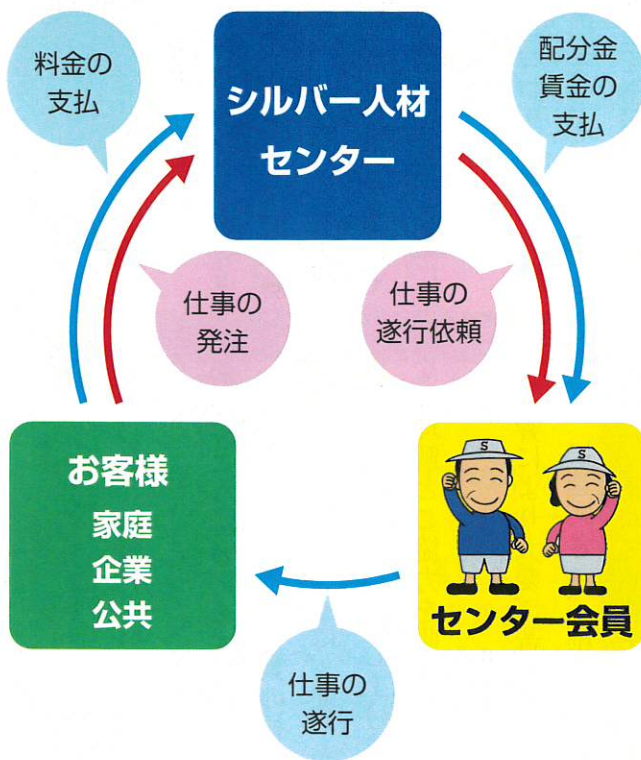 料金の
支払
シルバー人材
センター
配分金
賃金の
支払
仕事の
発注
仕事の
遂行依頼
お客様
家庭
企業
公共
S
S
センター会員
仕事の
遂行